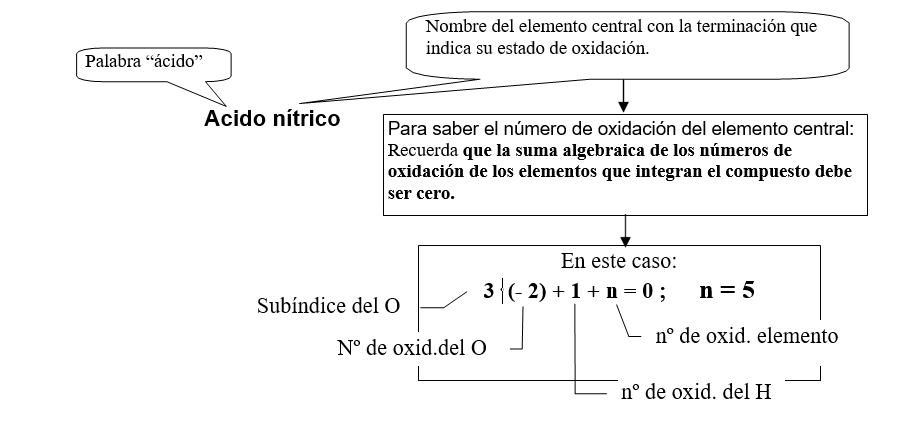 Nombre del elemento central con la terminación que
indica su estado de oxidación.
Palabra “ácido”
Acido nítrico
Para saber el número de oxidación del elemento central:
Recuerda que la suma algebraica de los números de
oxidación de los elementos que integran el compuesto debe
ser cero.
En este caso:
3 (- 2) + 1 + n = 0 ; n = 5
Subíndice del O
nº de oxid. elemento
Nº de oxid.del O
nº de oxid. del H